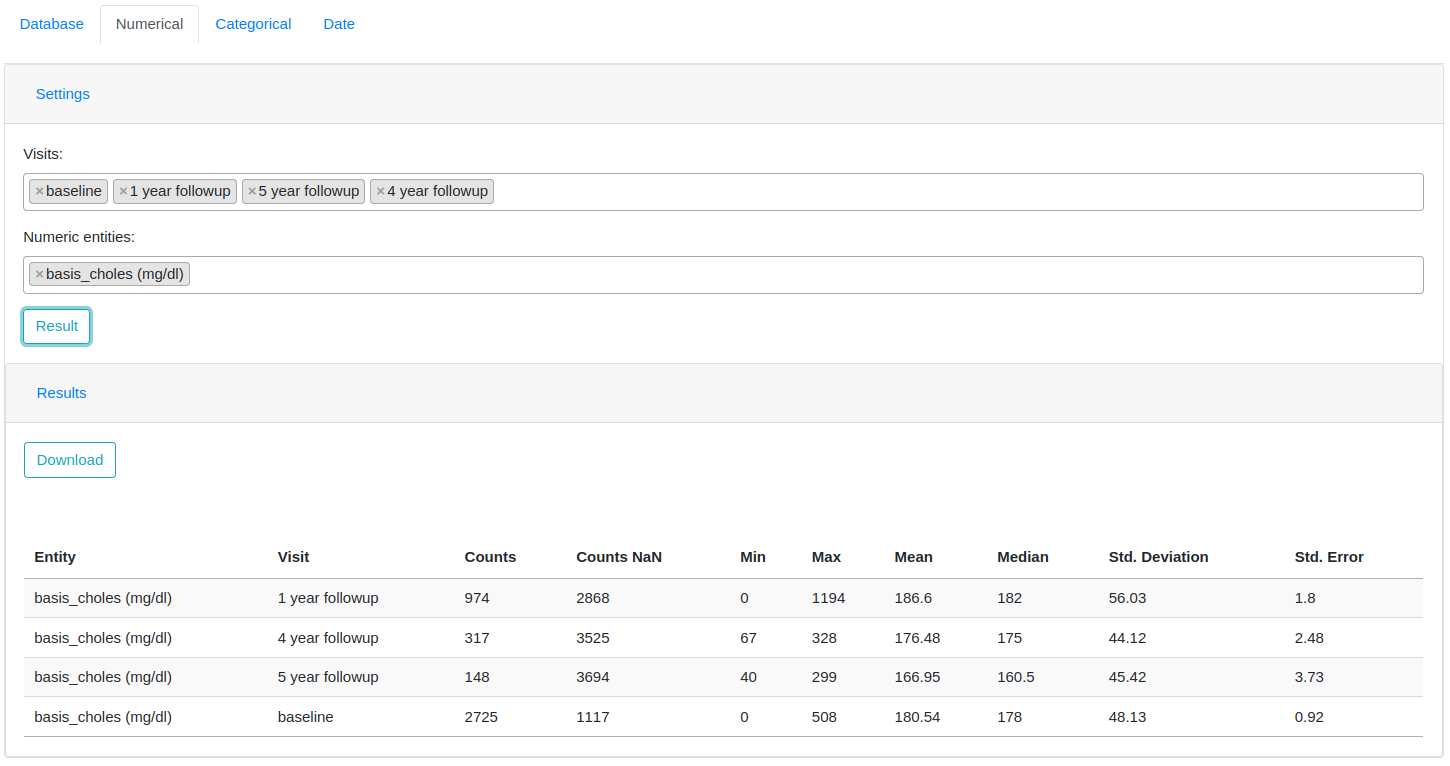 Database Numerical Categorical Date
Settings
Visits:
×baseline ×1 year followup ×5 year followup ×4 year followup
Numeric entities:
×basis_choles (mg/dl)
Result
Results
Download
Entity Visit Counts Counts NaN Min Max Mean Median Std. Deviation Std. Error
basis_choles (mg/dl) 1 year followup 974 2868 0 1194 186.6 182 56.03 1.8
basis_choles (mg/dl) 4 year followup 317 3525 67 328 176.48 175 44.12 2.48
basis_choles (mg/dl) 5 year followup 148 3694 40 299 166.95 160.5 45.42 3.73
basis_choles (mg/dl) baseline 2725 1117 0 508 180.54 178 48.13 0.92